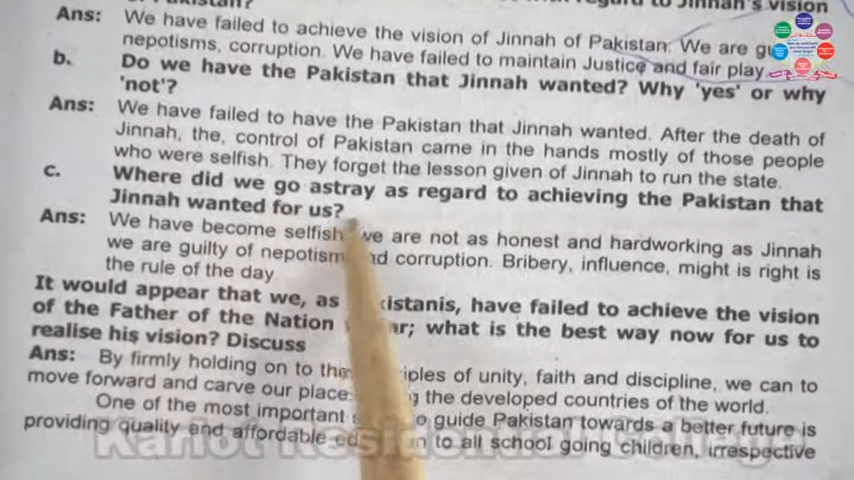 to Jinnah's vision
Ans: We have failed to achieve the vision of Jinnah of Pakistan. We are
nepotisms, corruption. We have failed to maintain Justice and fair play.
b. Do we have the Pakistan that Jinnah wanted? Why 'yes' or why
'not'?
Ans: We have failed to have the Pakistan that Jinnah wanted. After the death of
Jinnah, the, control of Pakistan came in the hands mostly of those people
who were selfish. They forget the lesson given of Jinnah to run the state.
c. Where did we go astray as regard to achieving the Pakistan that
Jinnah wanted for us?
Ans: We have become selfish, we are not as honest and hardworking as Jinnah
we are guilty of nepotism and corruption. Bribery, influence, might is right is
the rule of the day
It would appear that we, as Pakistanis, have failed to achieve the vision
of the Father of the Nation; what is the best way now for us to
realise his vision? Discuss
Ans: By firmly holding on to the principles of unity, faith and discipline, we can to
move forward and carve our place the developed countries of the world.
One of the most important to guide Pakistan towards a better future is
providing quality and affordable education to all school going children, irrespective
Karlot Residential College